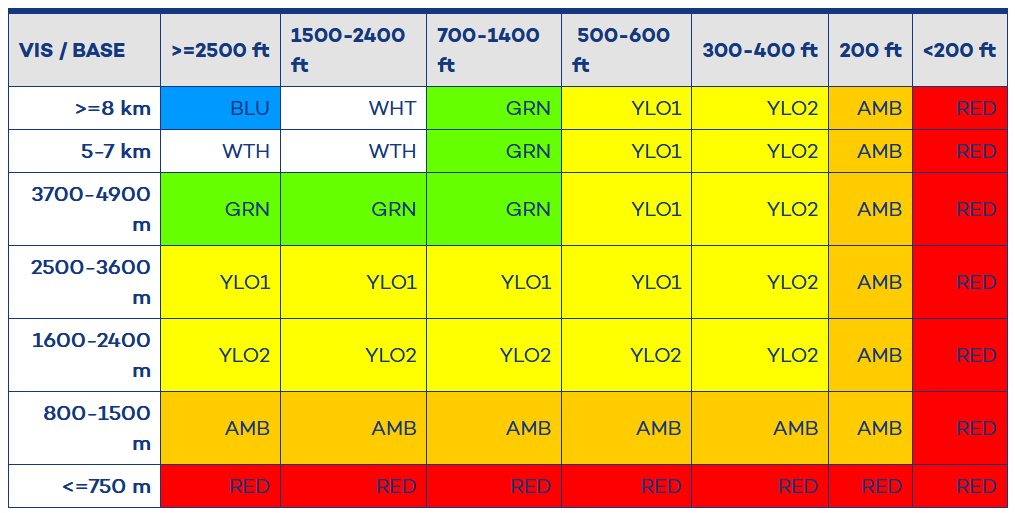 VIS / BASE >=2500 ft 1500-2400 ft 700-1400 ft 500-600 ft 300-400 ft 200 ft <200 ft
>=8 km BLU WHT GRN YLO1 YLO2 AMB RED
5-7 km WTH WTH GRN YLO1 YLO2 AMB RED
3700-4900 m GRN GRN GRN YLO1 YLO2 AMB RED
2500-3600 m YLO1 YLO1 YLO1 YLO1 YLO2 AMB RED
1600-2400 m YLO2 YLO2 YLO2 YLO2 YLO2 AMB RED
800-1500 m AMB AMB AMB AMB AMB AMB RED
<=750 m RED RED RED RED RED RED RED